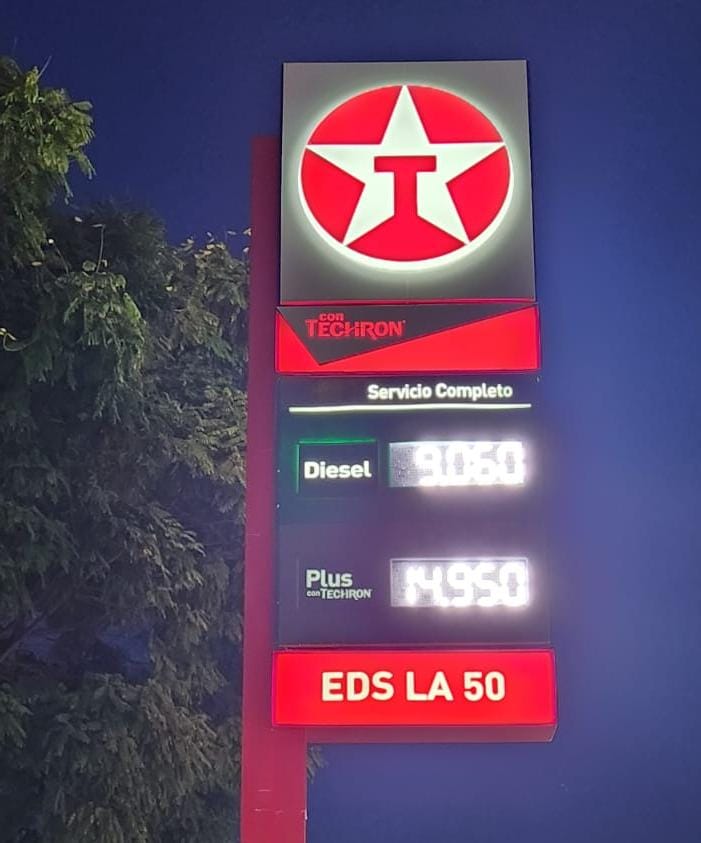 T
con
TECHRON
Servicio Completo
Diesel 9.060
Plus 14.950
con TECHRON
EDS LA 50